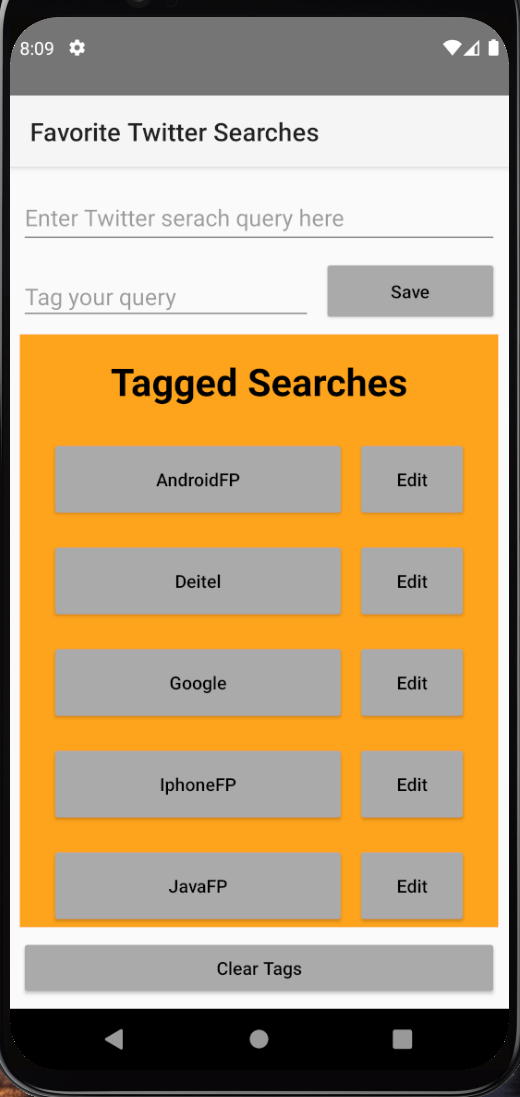 8:09
Favorite Twitter Searches
Enter Twitter serach query here
Tag your query
Save
Tagged Searches
AndroidFP
Edit
Deitel
Edit
Google
Edit
IphoneFP
Edit
JavaFP
Edit
Clear Tags